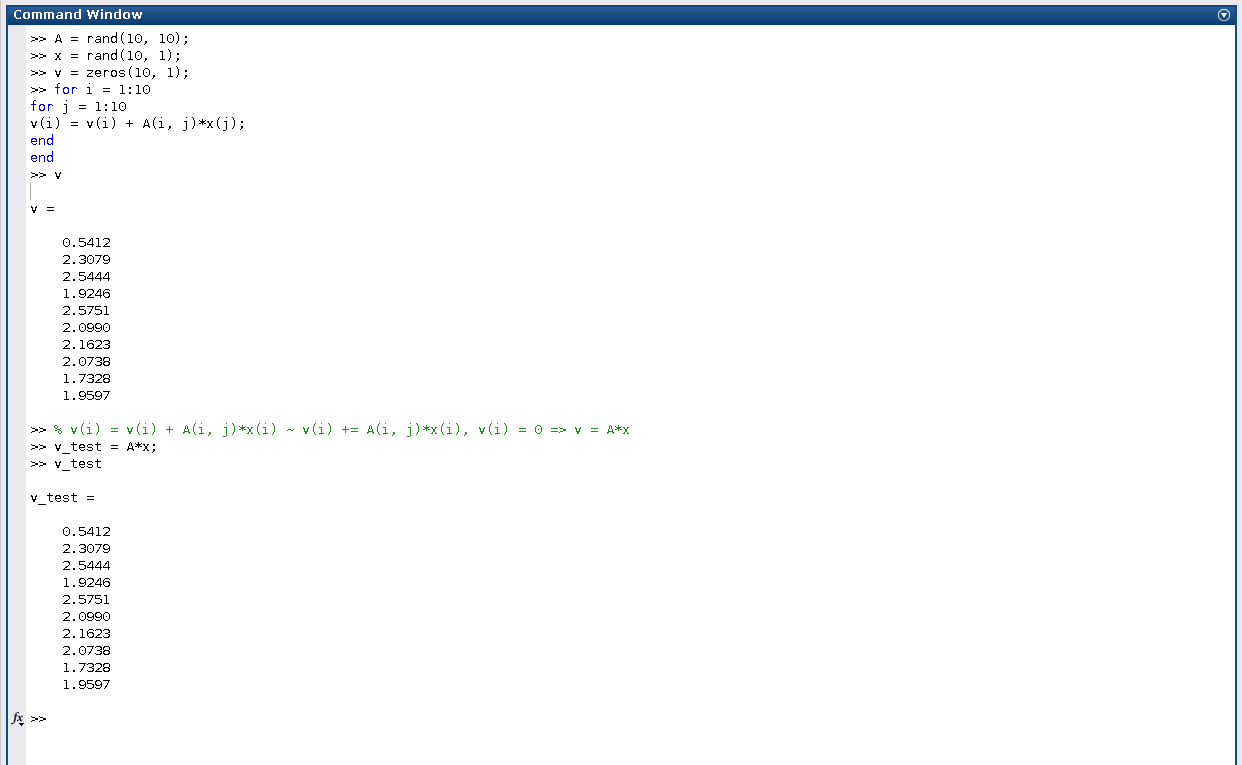 Command Window
>> A = rand(10, 10);
>> x = rand(10, 1);
>> v = zeros(10, 1);
>> for i = 1:10
for j = 1:10
v(i) = v(i) + A(i, j)*x(j);
end
end
>> v
v =
0.5412
2.3079
2.5444
1.9246
2.5751
2.0990
2.1623
2.0738
1.7328
1.9597
>> % v(i) = v(i) + A(i, j)*x(i) ~ v(i) += A(i, j)*x(i), v(i) = 0 => v = A*x
>> v_test = A*x;
>> v_test
v_test =
0.5412
2.3079
2.5444
1.9246
2.5751
2.0990
2.1623
2.0738
1.7328
1.9597
fx >>